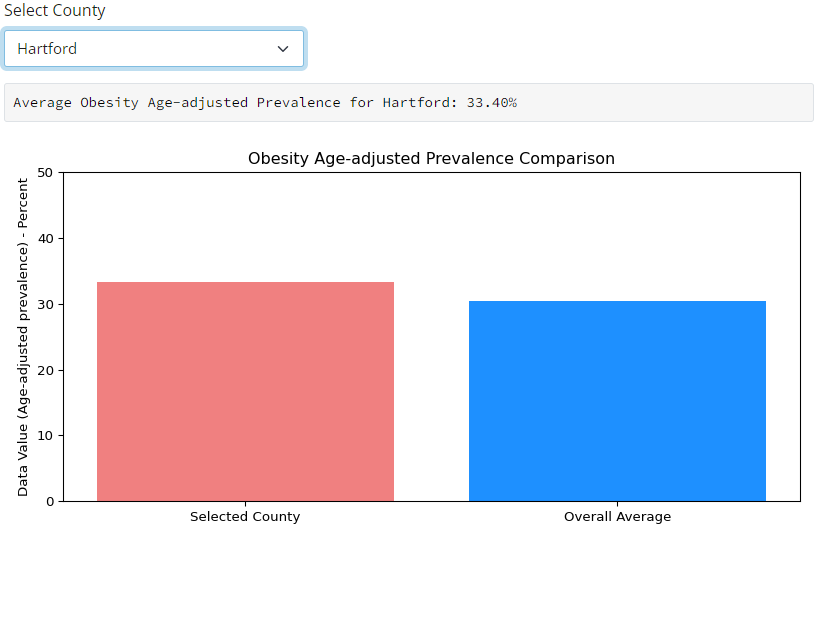 Select County
Hartford
Average Obesity Age-adjusted Prevalence for Hartford: 33.40%
Obesity Age-adjusted Prevalence Comparison
Data Value (Age-adjusted prevalence) - Percent
50
40
30
20
10
0
Selected County
Overall Average